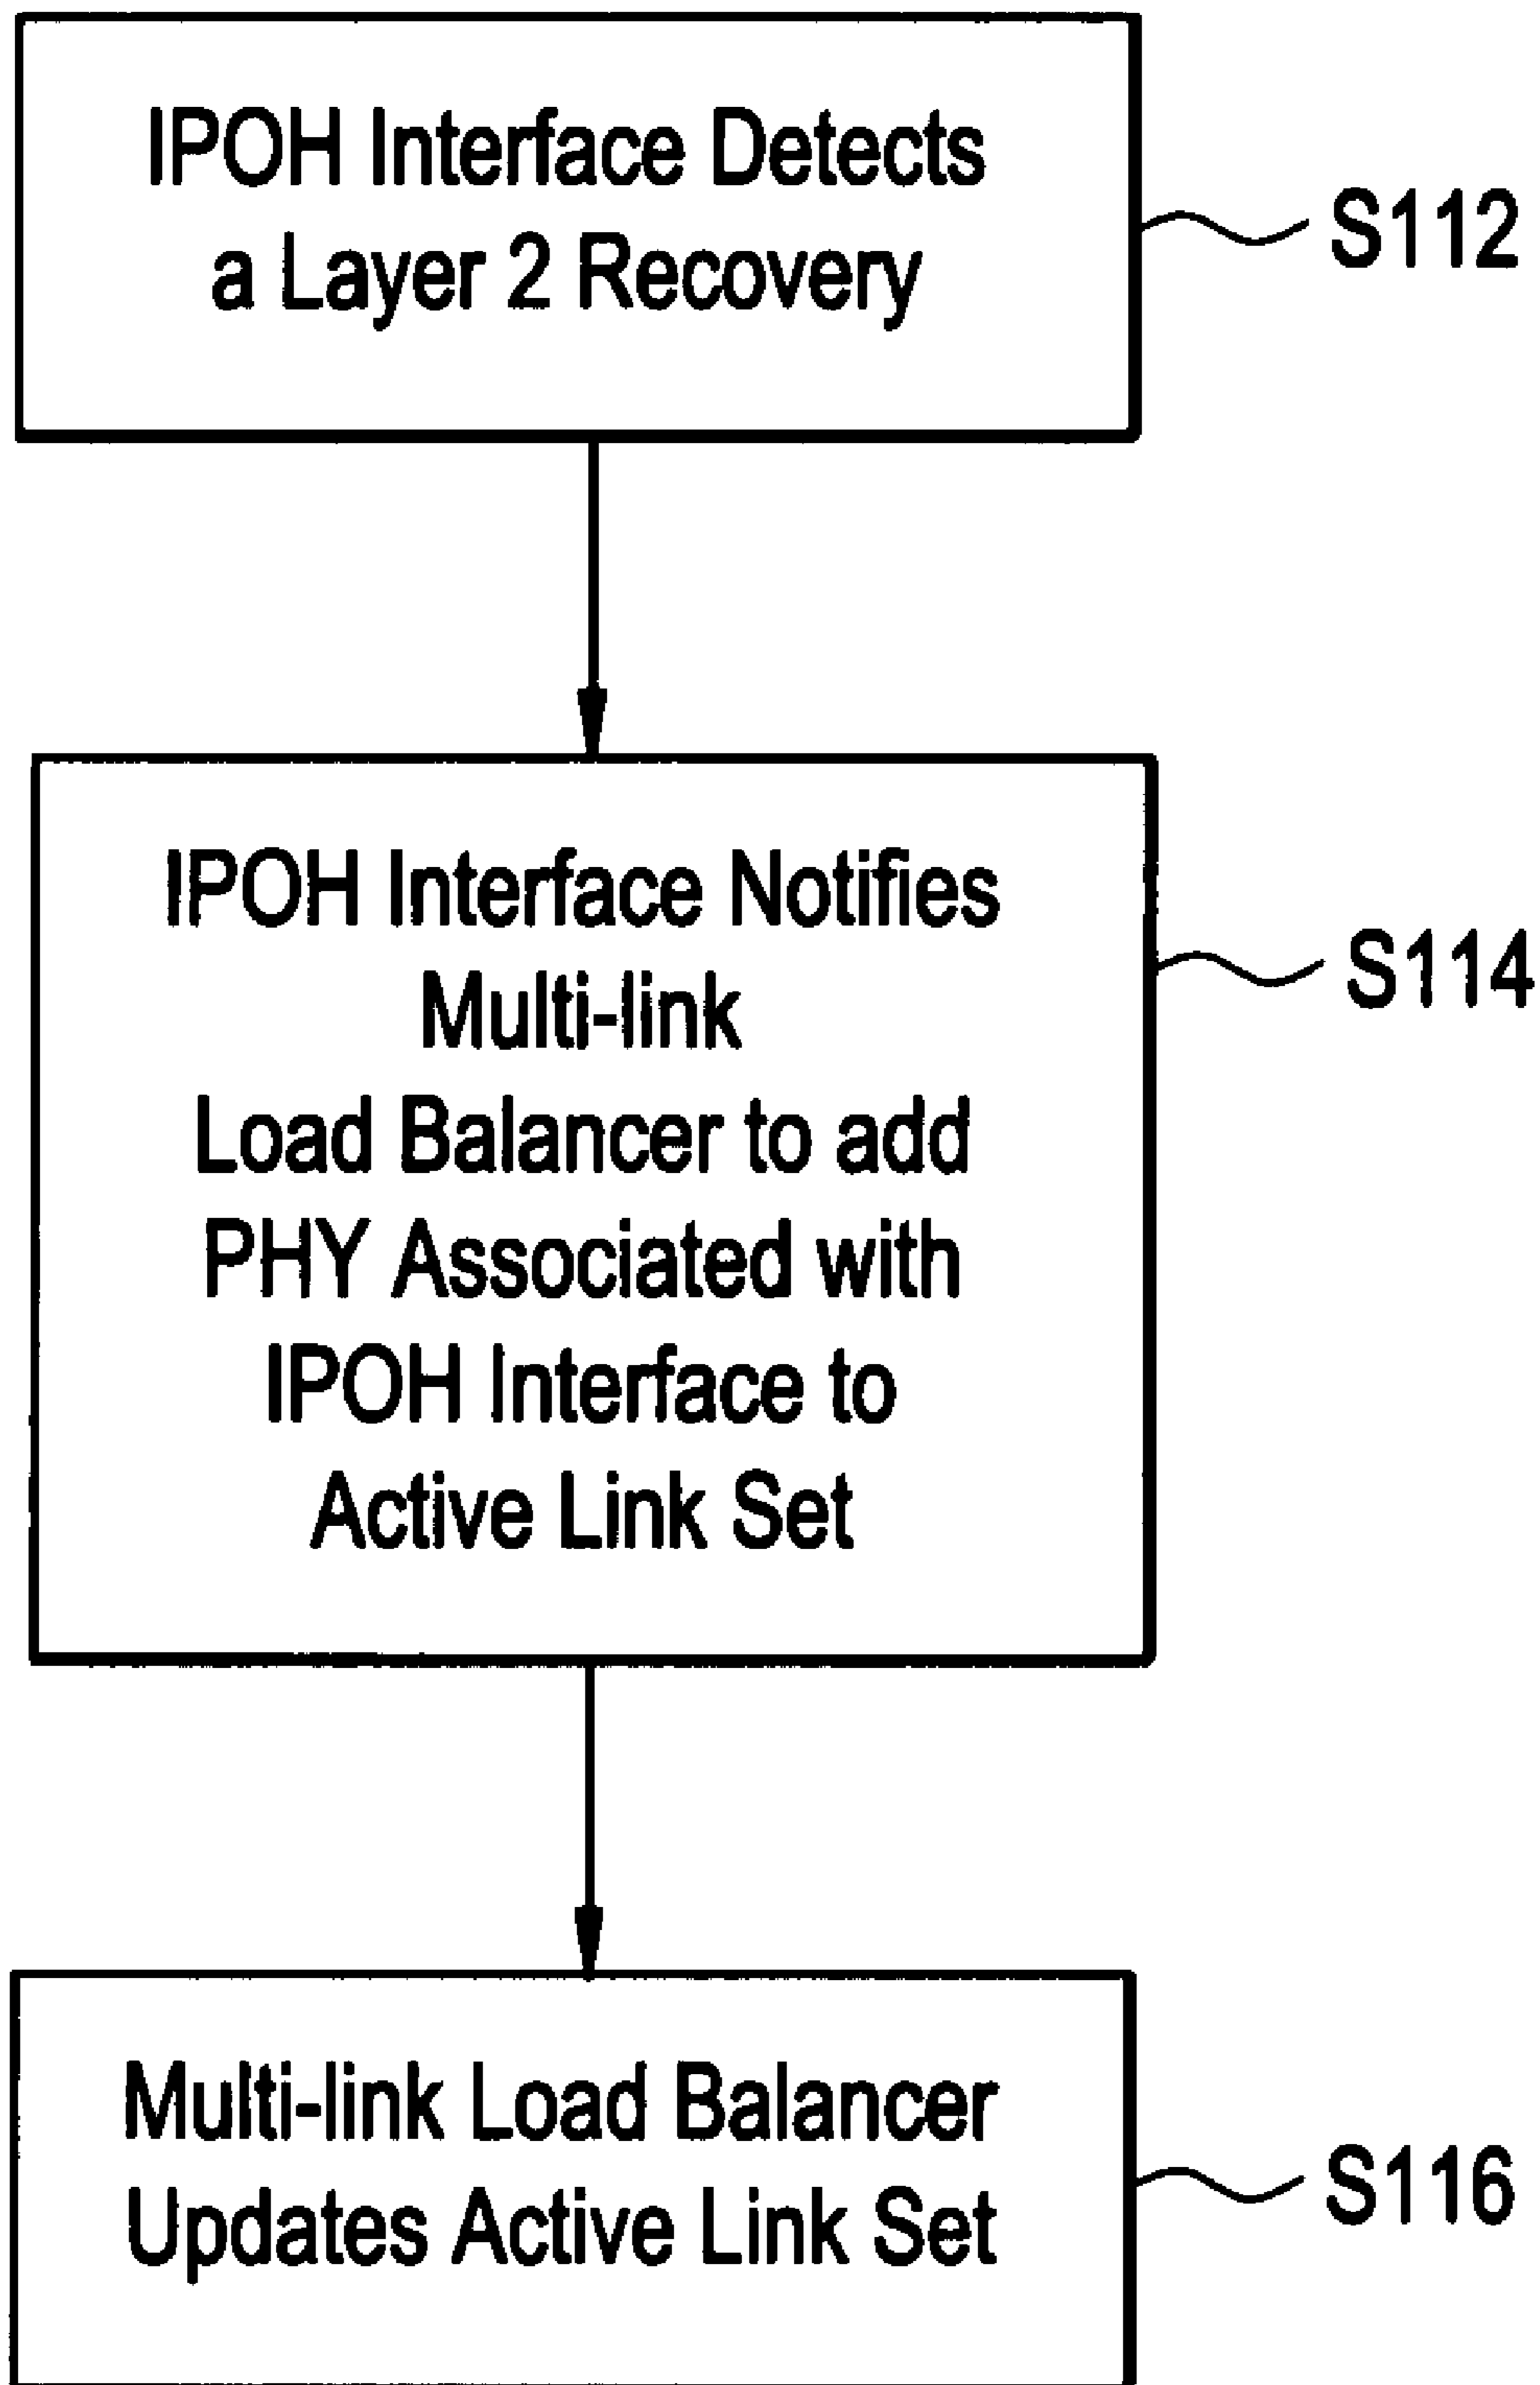 IPOH Interface Detects
a Layer 2 Recovery
S112
IPOH Interface Notifies
Multi-link
Load Balancer to add
PHY Associated with
IPOH Interface to
Active Link Set
S114
Multi-link Load Balancer
Updates Active Link Set
S116